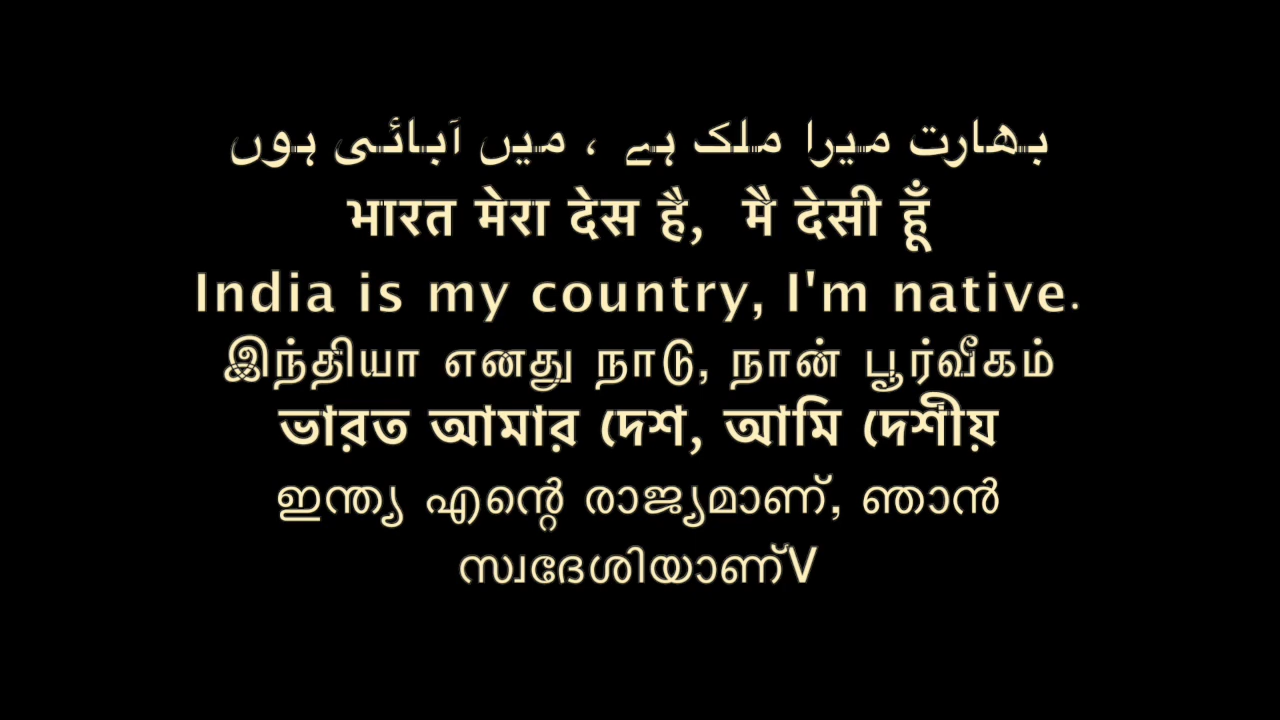 بھارت میرا ملک ہے ، میں آبائی ہوں
भारत मेरा देस है, मै देसी हूँ
India is my country, I'm native.
இந்தியா எனது நாடு, நான் பூர்வீகம்
ভারত আমার দেশ, আমি দেশীয়
ഇന്ത്യ എന്റെ രാജ്യമാണ്, ഞാൻ
സ്വദേശിയാണ്V